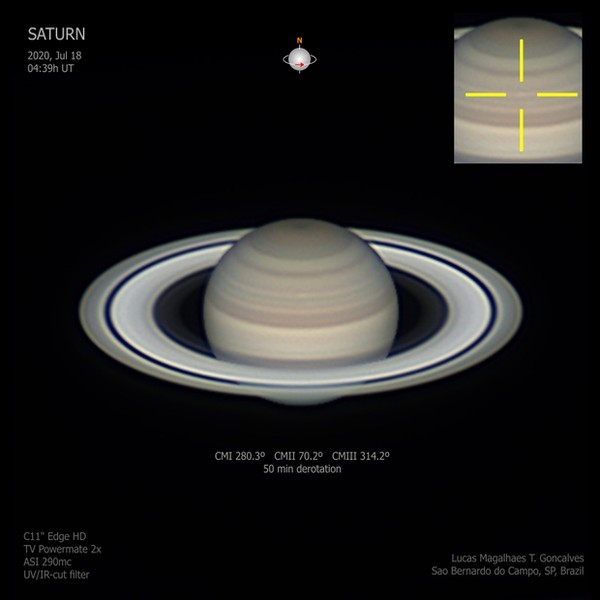 SATURN
2020, Jul 18
04:39h UT
N
CMI 280.3º CMII 70.2º CMIII 314.2º
50 min derotation
C11" Edge HD
TV Powermate 2x
ASI 290mc
UV/IR-cut filter
Lucas Magalhaes T. Goncalves
Sao Bernardo do Campo, SP, Brazil